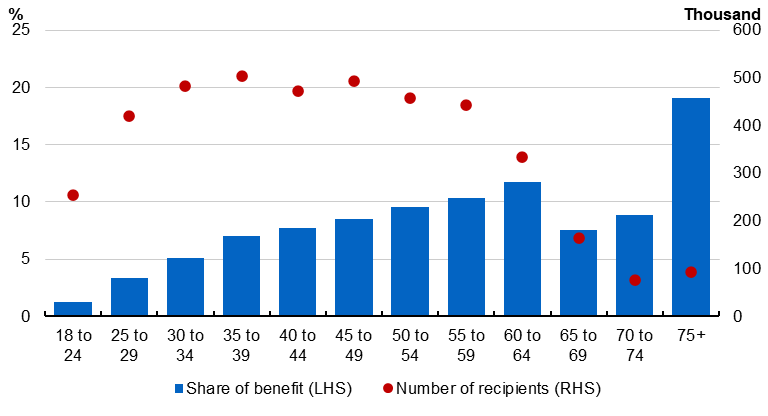 %
Thousand
25
600
20
500
400
15
300
10
200
5
100
0
0
18 to
24
25 to
29
30 to
34
35 to
39
40 to
44
45 to
49
50 to
54
55 to
59
60 to
64
65 to
69
70 to
74
75+
Share of benefit (LHS)
Number of recipients (RHS)